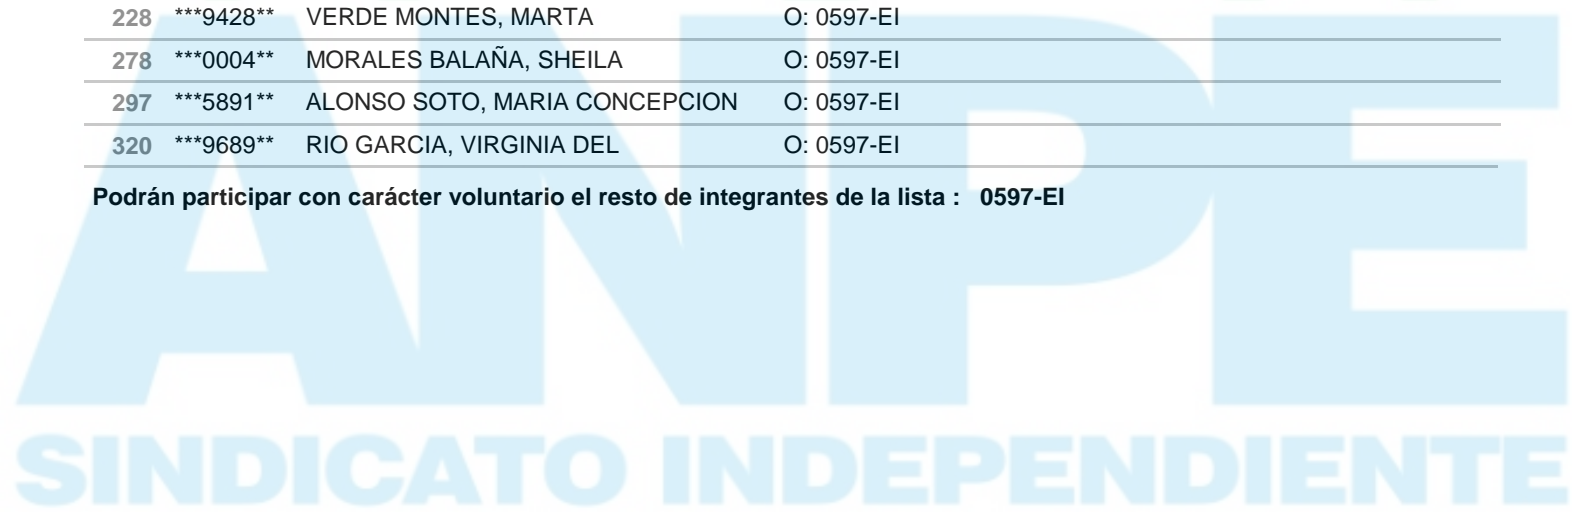 228 ***9428** VERDE MONTES, MARTA O: 0597-EI
278 ***0004** MORALES BALAÑA, SHEILA O: 0597-EI
297 ***5891** ALONSO SOTO, MARIA CONCEPCION O: 0597-EI
320 ***9689** RIO GARCIA, VIRGINIA DEL O: 0597-EI
Podrán participar con carácter voluntario el resto de integrantes de la lista : 0597-EI
ANPE
SINDICATO INDEPENDIENTE